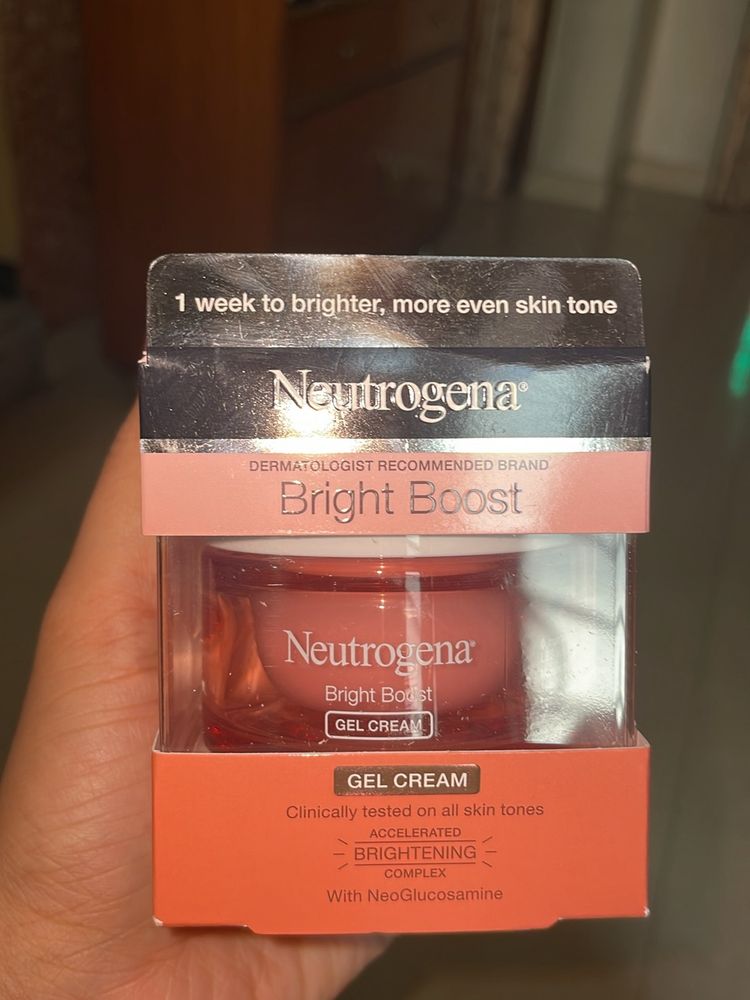 1 week to brighter, more even skin tone
Neutrogena®
DERMATOLOGIST RECOMMENDED BRAND
Bright Boost
Neutrogena®
Bright Boost
GEL CREAM
GEL CREAM
Clinically tested on all skin tones
ACCELERATED
BRIGHTENING
COMPLEX
With NeoGlucosamine